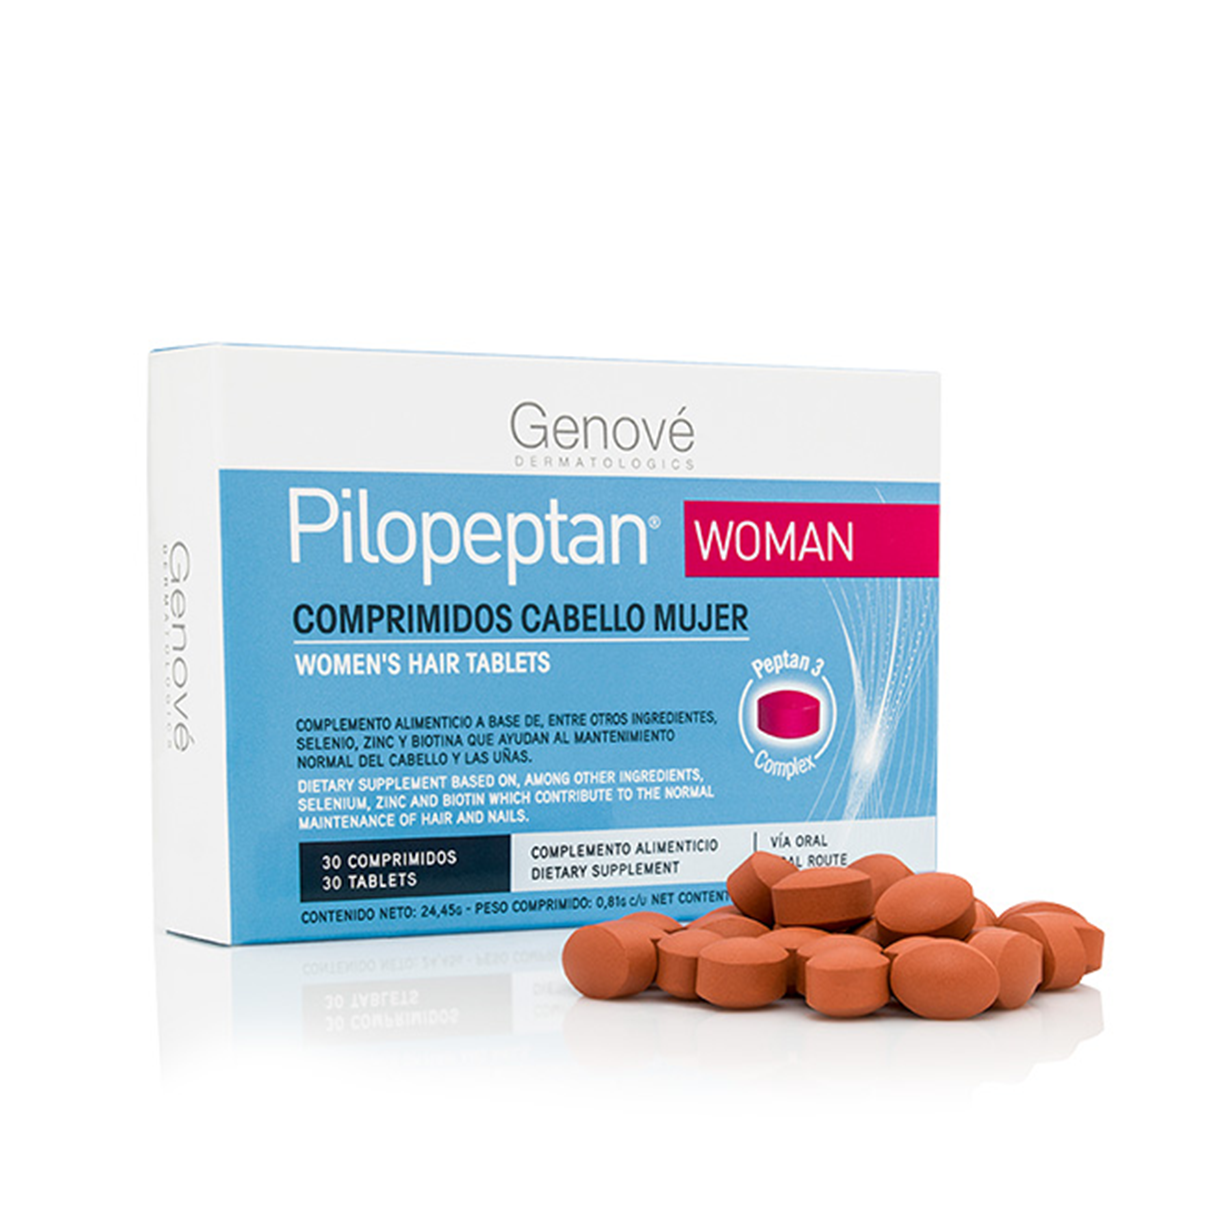 Genové
DERMATOLOGICS
Pilopeptan® WOMAN
COMPRIMIDOS CABELLO MUJER
WOMEN'S HAIR TABLETS
Peptan 3
Complex
COMPLEMENTO ALIMENTICIO A BASE DE, ENTRE OTROS INGREDIENTES,
SELENIO, ZINC Y BIOTINA QUE AYUDAN AL MANTENIMIENTO
NORMAL DEL CABELLO Y LAS UÑAS.
DIETARY SUPPLEMENT BASED ON, AMONG OTHER INGREDIENTS,
SELENIUM, ZINC AND BIOTIN WHICH CONTRIBUTE TO THE NORMAL
MAINTENANCE OF HAIR AND NAILS.
30 COMPRIMIDOS
30 TABLETS
COMPLEMENTO ALIMENTICIO
DIETARY SUPPLEMENT
VÍA ORAL
ROUTE
CONTENIDO NETO: 24,45g - PESO COMPRIMIDO: 0,81g c/u NET
Genové
DERMATOLOGICS